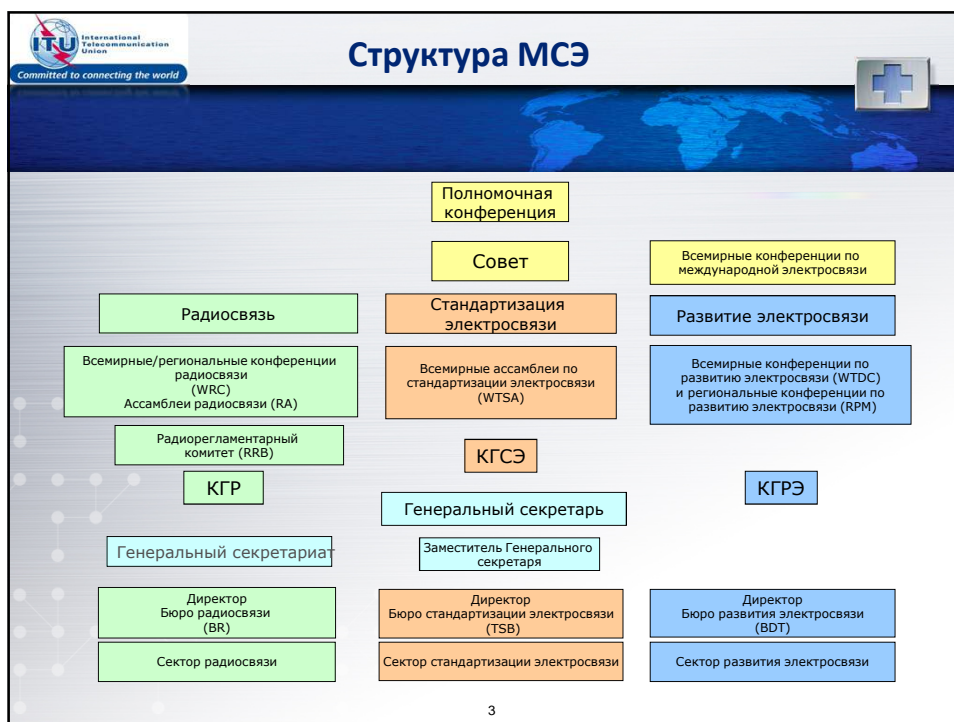 ITU
International
Telecommunication
Union
Committed to connecting the world
Структура МСЭ
Полномочная
конференция
Совет
Всемирные конференции по
международной электросвязи
Радиосвязь
Стандартизация
электросвязи
Развитие электросвязи
Всемирные/региональные конференции
радиосвязи
(WRC)
Ассамблеи радиосвязи (RA)
Всемирные ассамблеи по
стандартизации электросвязи
(WTSA)
Всемирные конференции по
развитию электросвязи (WTDC)
и региональные конференции по
развитию электросвязи (RPM)
Радиорегламентарный
комитет (RRB)
КГСЭ
КГР
КГРЭ
Генеральный секретарь
Генеральный секретариат
Заместитель Генерального
секретаря
Директор
Бюро радиосвязи
(BR)
Директор
Бюро стандартизации электросвязи
(TSB)
Директор
Бюро развития электросвязи
(BDT)
Сектор радиосвязи
Сектор стандартизации электросвязи
Сектор развития электросвязи
3